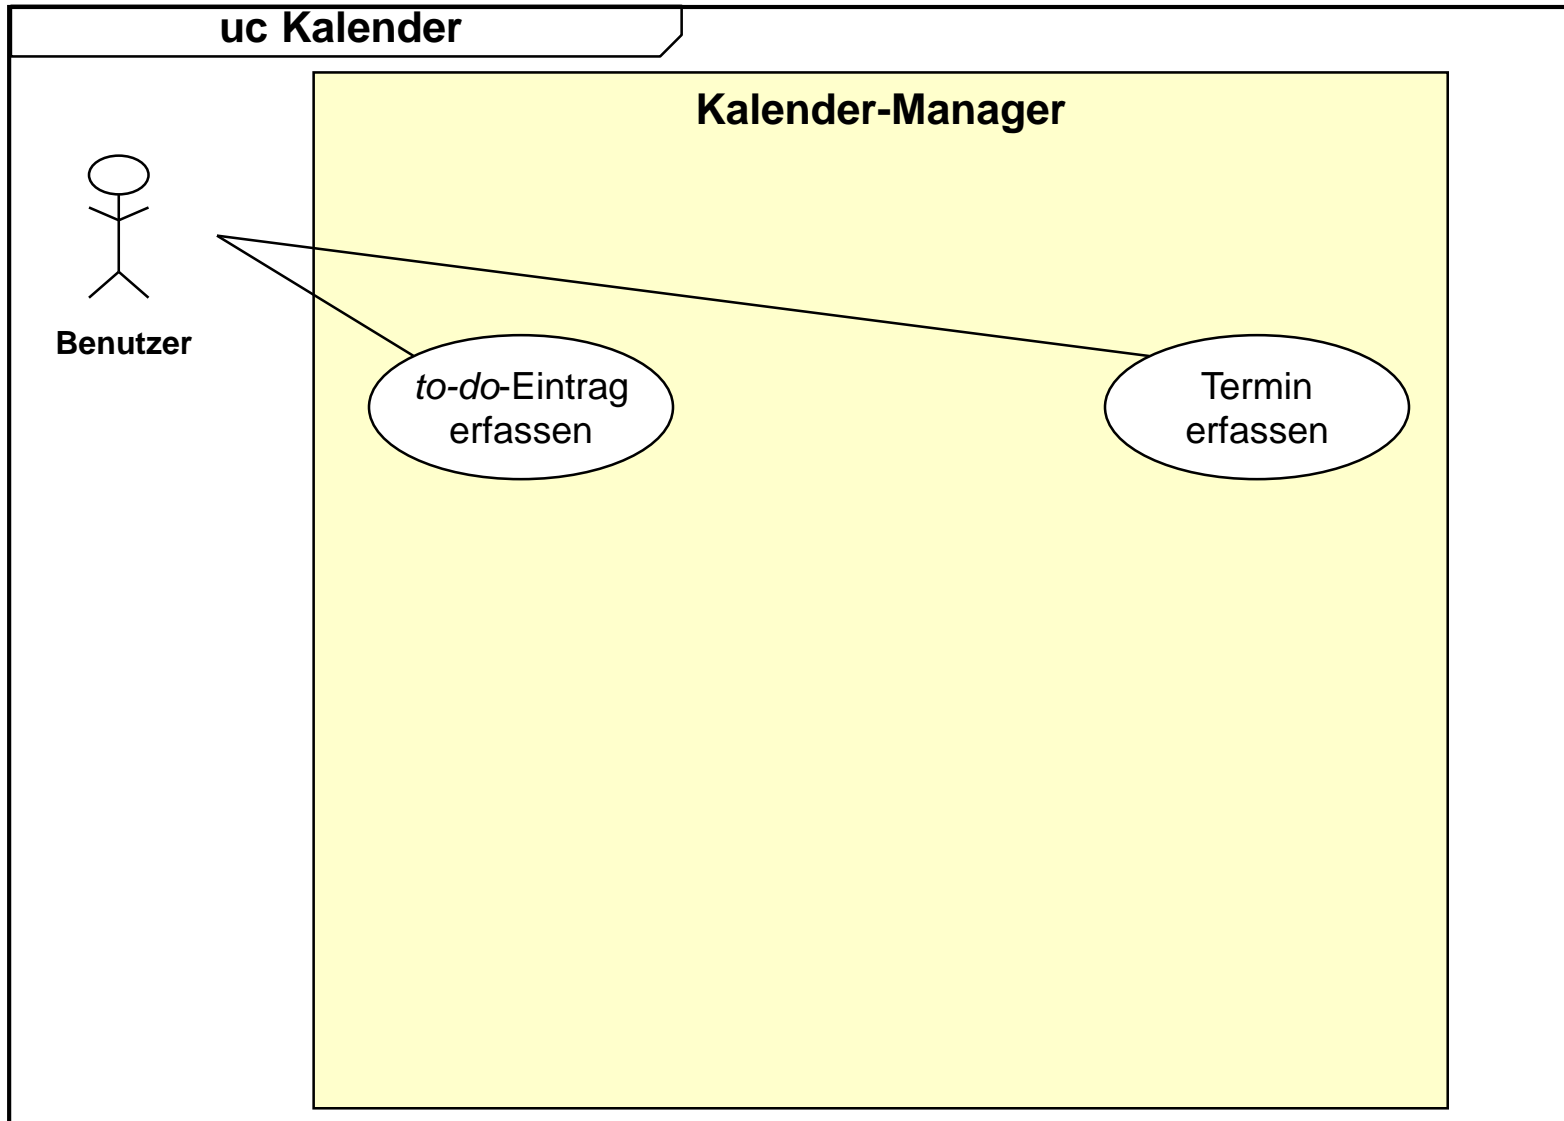 uc Kalender
Kalender-Manager
Benutzer
to-do-Eintrag
erfassen
Termin
erfassen